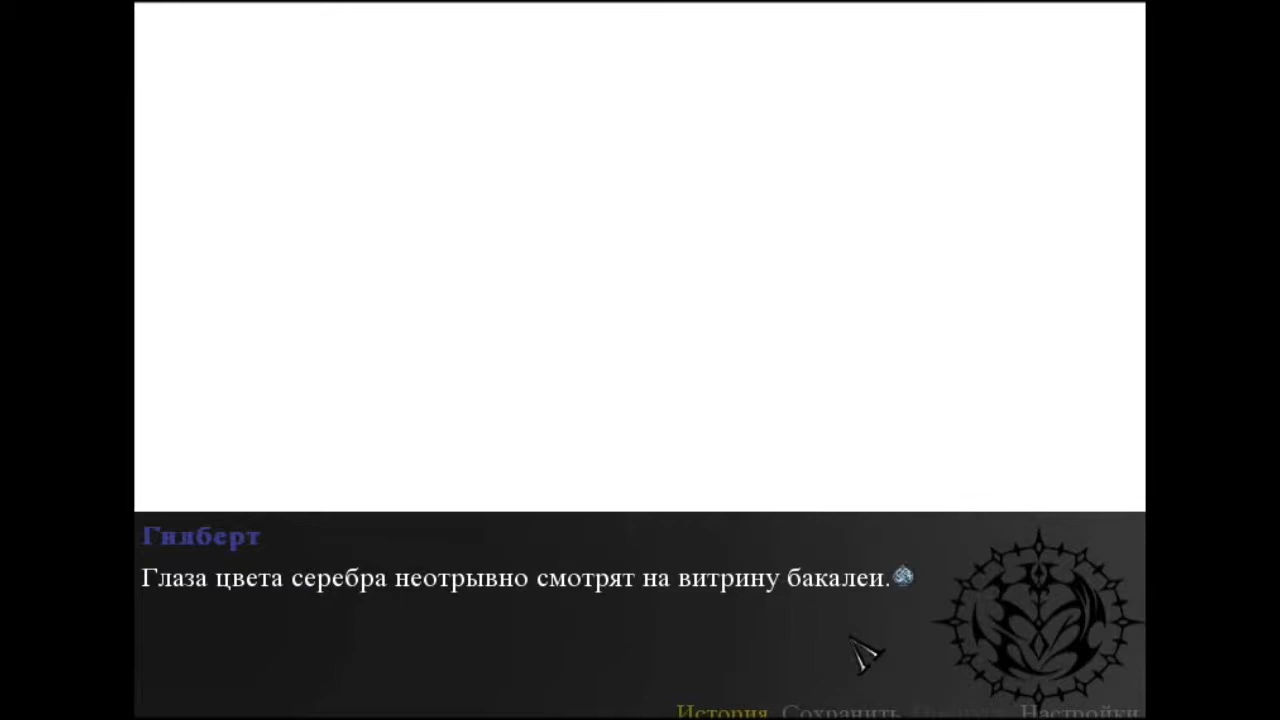 Гилберт
Глаза цвета серебра неотрывно смотрят на витрину бакалеи.
История Сохранить Настройки